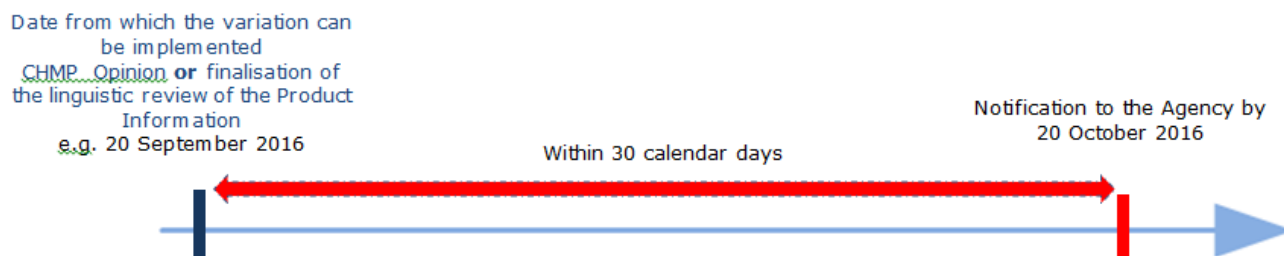 Date from which the variation can
be implemented
CHMP Opinion or finalisation of
the linguistic review of the Product
Information
e.g. 20 September 2016
Within 30 calendar days
Notification to the Agency by
20 October 2016